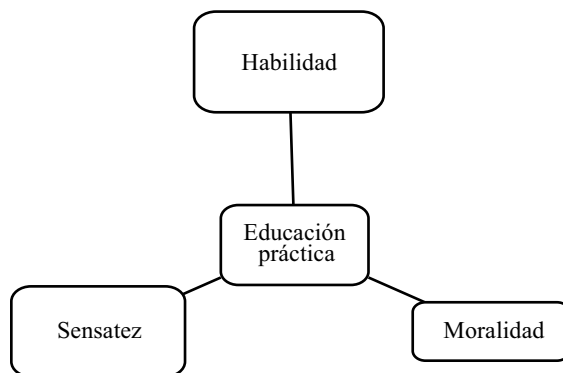 Habilidad
Educación
práctica
Sensatez
Moralidad